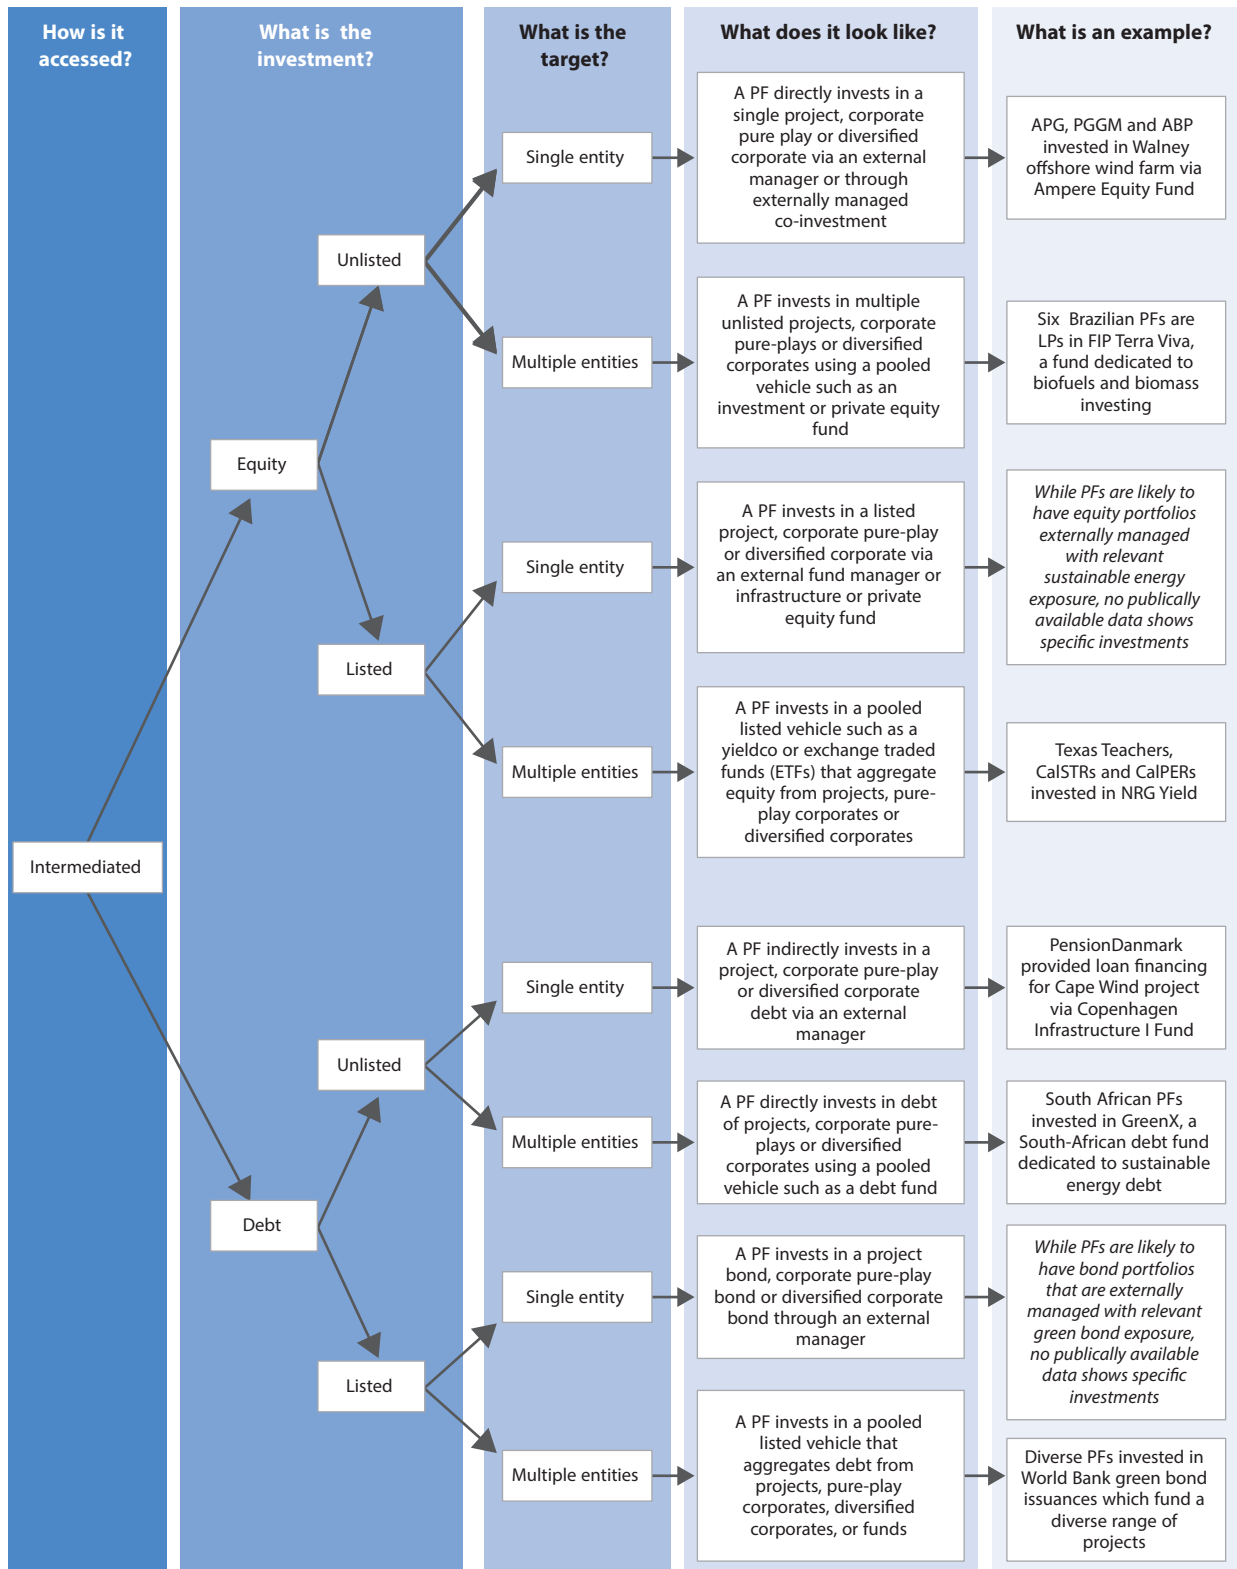 How is it
accessed?
What is  the
investment?
What is the
target?
What does it look like?
What is an example?
Intermediated
Equity
Unlisted
Single entity
A PF directly invests in a
single project, corporate
pure play or diversified
corporate via an external
manager or through
externally managed
co-investment
APG, PGGM and ABP
invested in Walney
offshore wind farm via
Ampere Equity Fund
Multiple entities
A PF invests in multiple
unlisted projects, corporate
pure-plays or diversified
corporates using a pooled
vehicle such as an
investment or private equity
fund
Six  Brazilian PFs are
LPs in FIP Terra Viva,
a fund dedicated to
biofuels and biomass
investing
Listed
Single entity
A PF invests in a listed
project, corporate pure-play
or diversified corporate via
an external fund manager or
infrastructure or private
equity fund
While PFs are likely to
have equity portfolios
externally managed
with relevant
sustainable energy
exposure, no publically
available data shows
specific investments
Multiple entities
A PF invests in a pooled
listed vehicle such as a
yieldco or exchange traded
funds (ETFs) that aggregate
equity from projects, pure-
play corporates or
diversified corporates
Texas Teachers,
CalSTRs and CalPERs
invested in NRG Yield
Debt
Unlisted
Single entity
A PF indirectly invests in a
project, corporate pure-play
or diversified corporate
debt via an external
manager
PensionDanmark
provided loan financing
for Cape Wind project
via Copenhagen
Infrastructure I Fund
Multiple entities
A PF directly invests in debt
of projects, corporate pure-
plays or diversified
corporates using a pooled
vehicle such as a debt fund
South African PFs
invested in GreenX, a
South-African debt fund
dedicated to sustainable
energy debt
Listed
Single entity
A PF invests in a project
bond, corporate pure-play
bond or diversified corporate
bond through an external
manager
While PFs are likely to
have bond portfolios
that are externally
managed with relevant
green bond exposure,
no publically available
data shows specific
investments
Multiple entities
A PF invests in a pooled
listed vehicle that
aggregates debt from
projects, pure-play
corporates, diversified
corporates, or funds
Diverse PFs invested in
World Bank green bond
issuances which fund a
diverse range of
projects